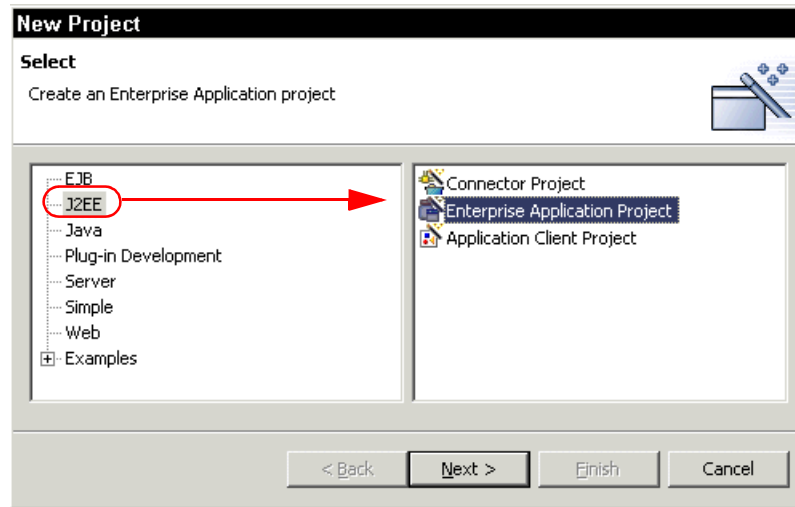 New Project
Select
Create an Enterprise Application project
EJB
J2EE
Java
Plug-in Development
Server
Simple
Web
Examples
Connector Project
Enterprise Application Project
Application Client Project
< Back
Next >
Finish
Cancel